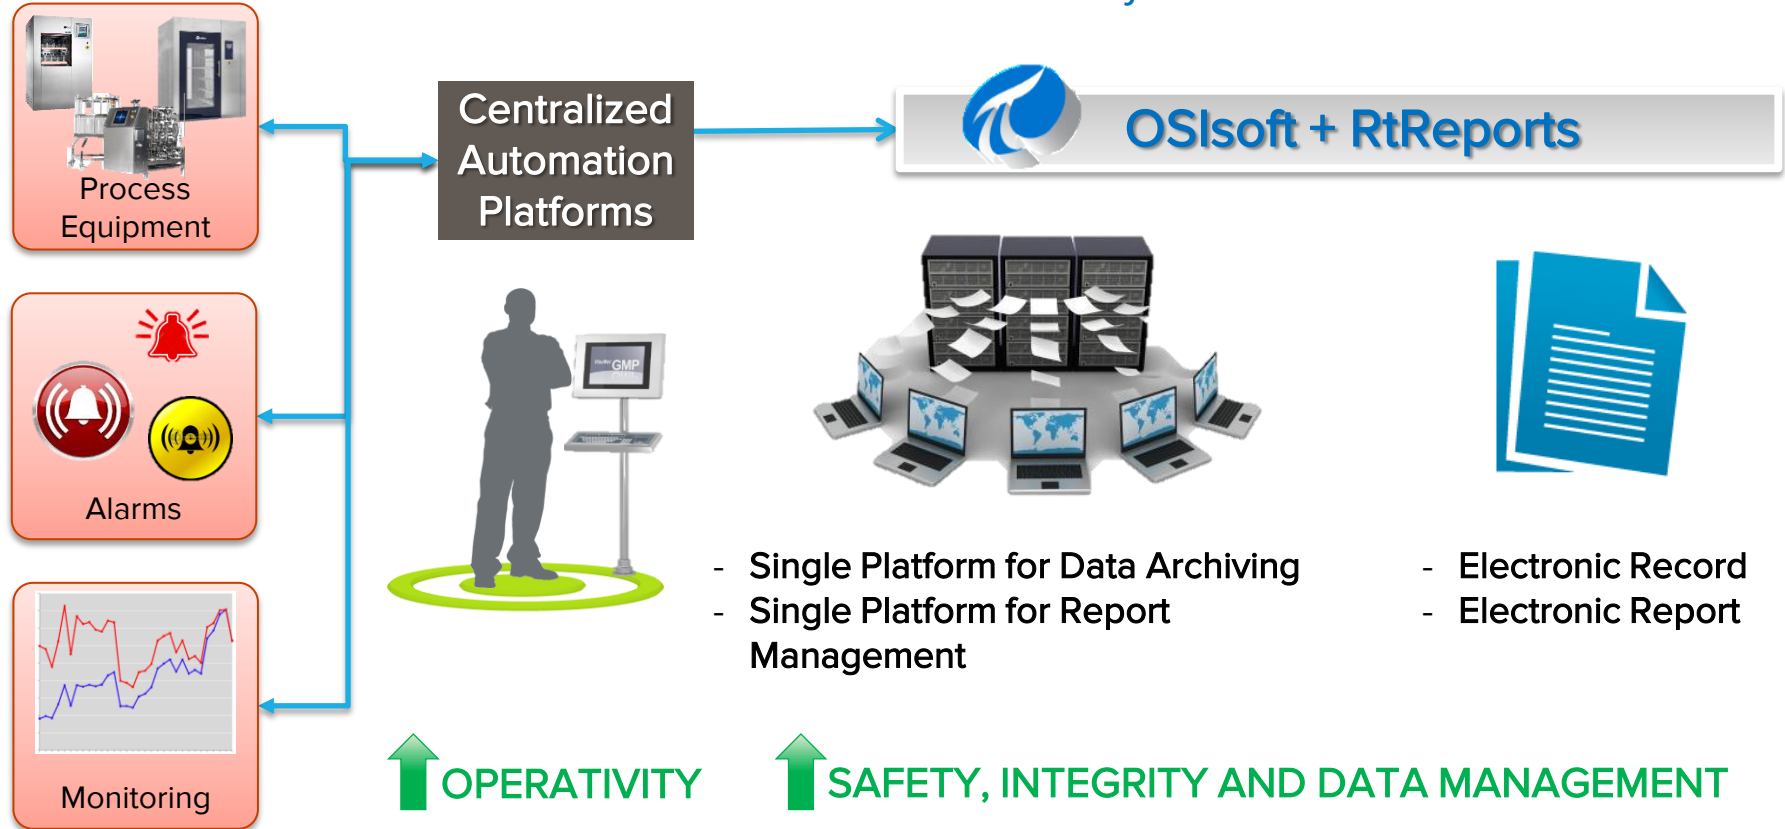 Process
Equipment
Centralized
Automation
Platforms
OSIsoft + RtReports
Alarms
GMP
- Single Platform for Data Archiving
- Single Platform for Report
Management
- Electronic Record
- Electronic Report
Monitoring
OPERATIVITY
SAFETY, INTEGRITY AND DATA MANAGEMENT